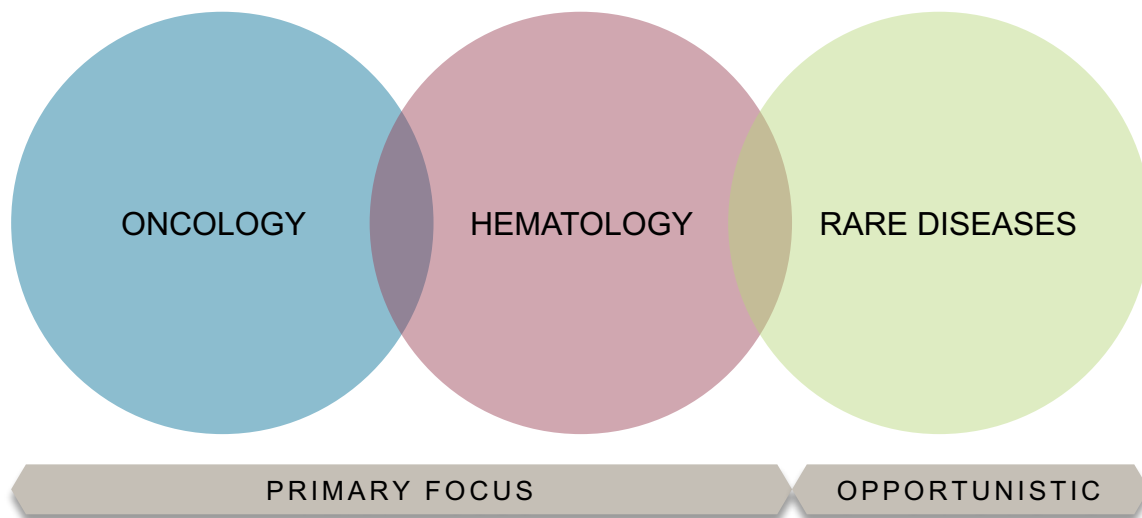 ONCOLOGY
HEMATOLOGY
RARE DISEASES
PRIMARY FOCUS
OPPORTUNISTIC